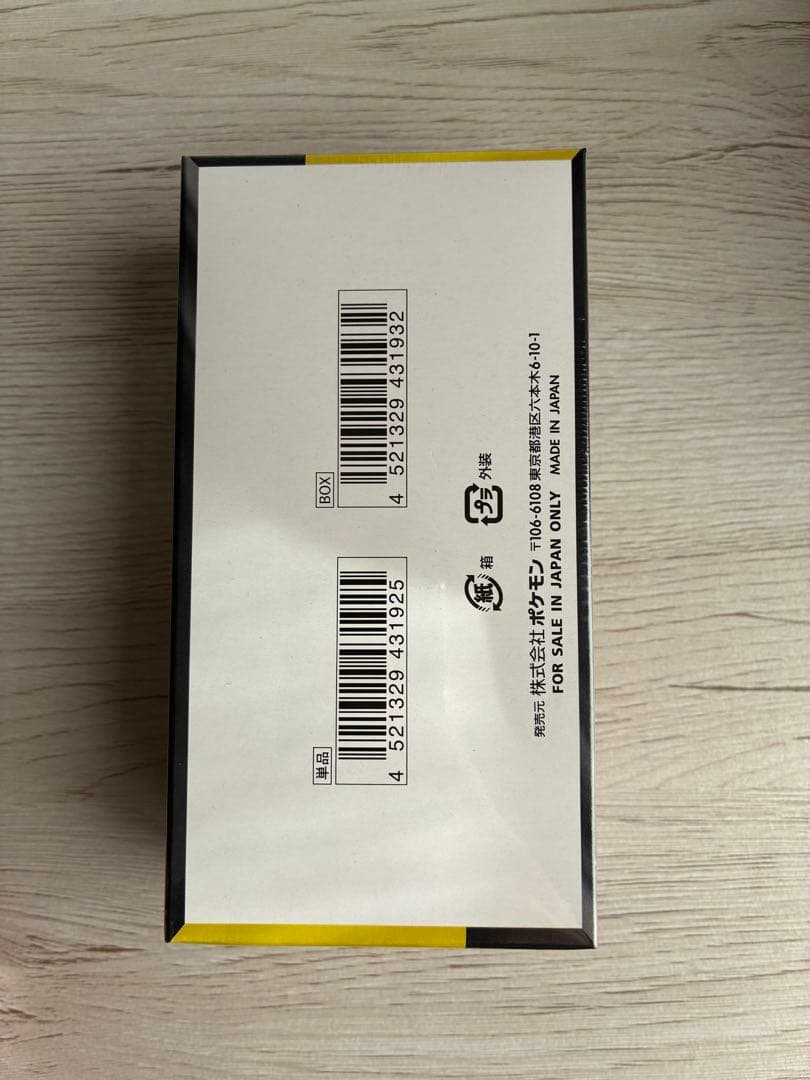 単品
4 521329 431925
BOX
4 521329 431932
紙 箱
プラ 外装
発売元 株式会社 ポケモン 〒106-6108 東京都港区六本木6-10-1
FOR SALE IN JAPAN ONLY MADE IN JAPAN